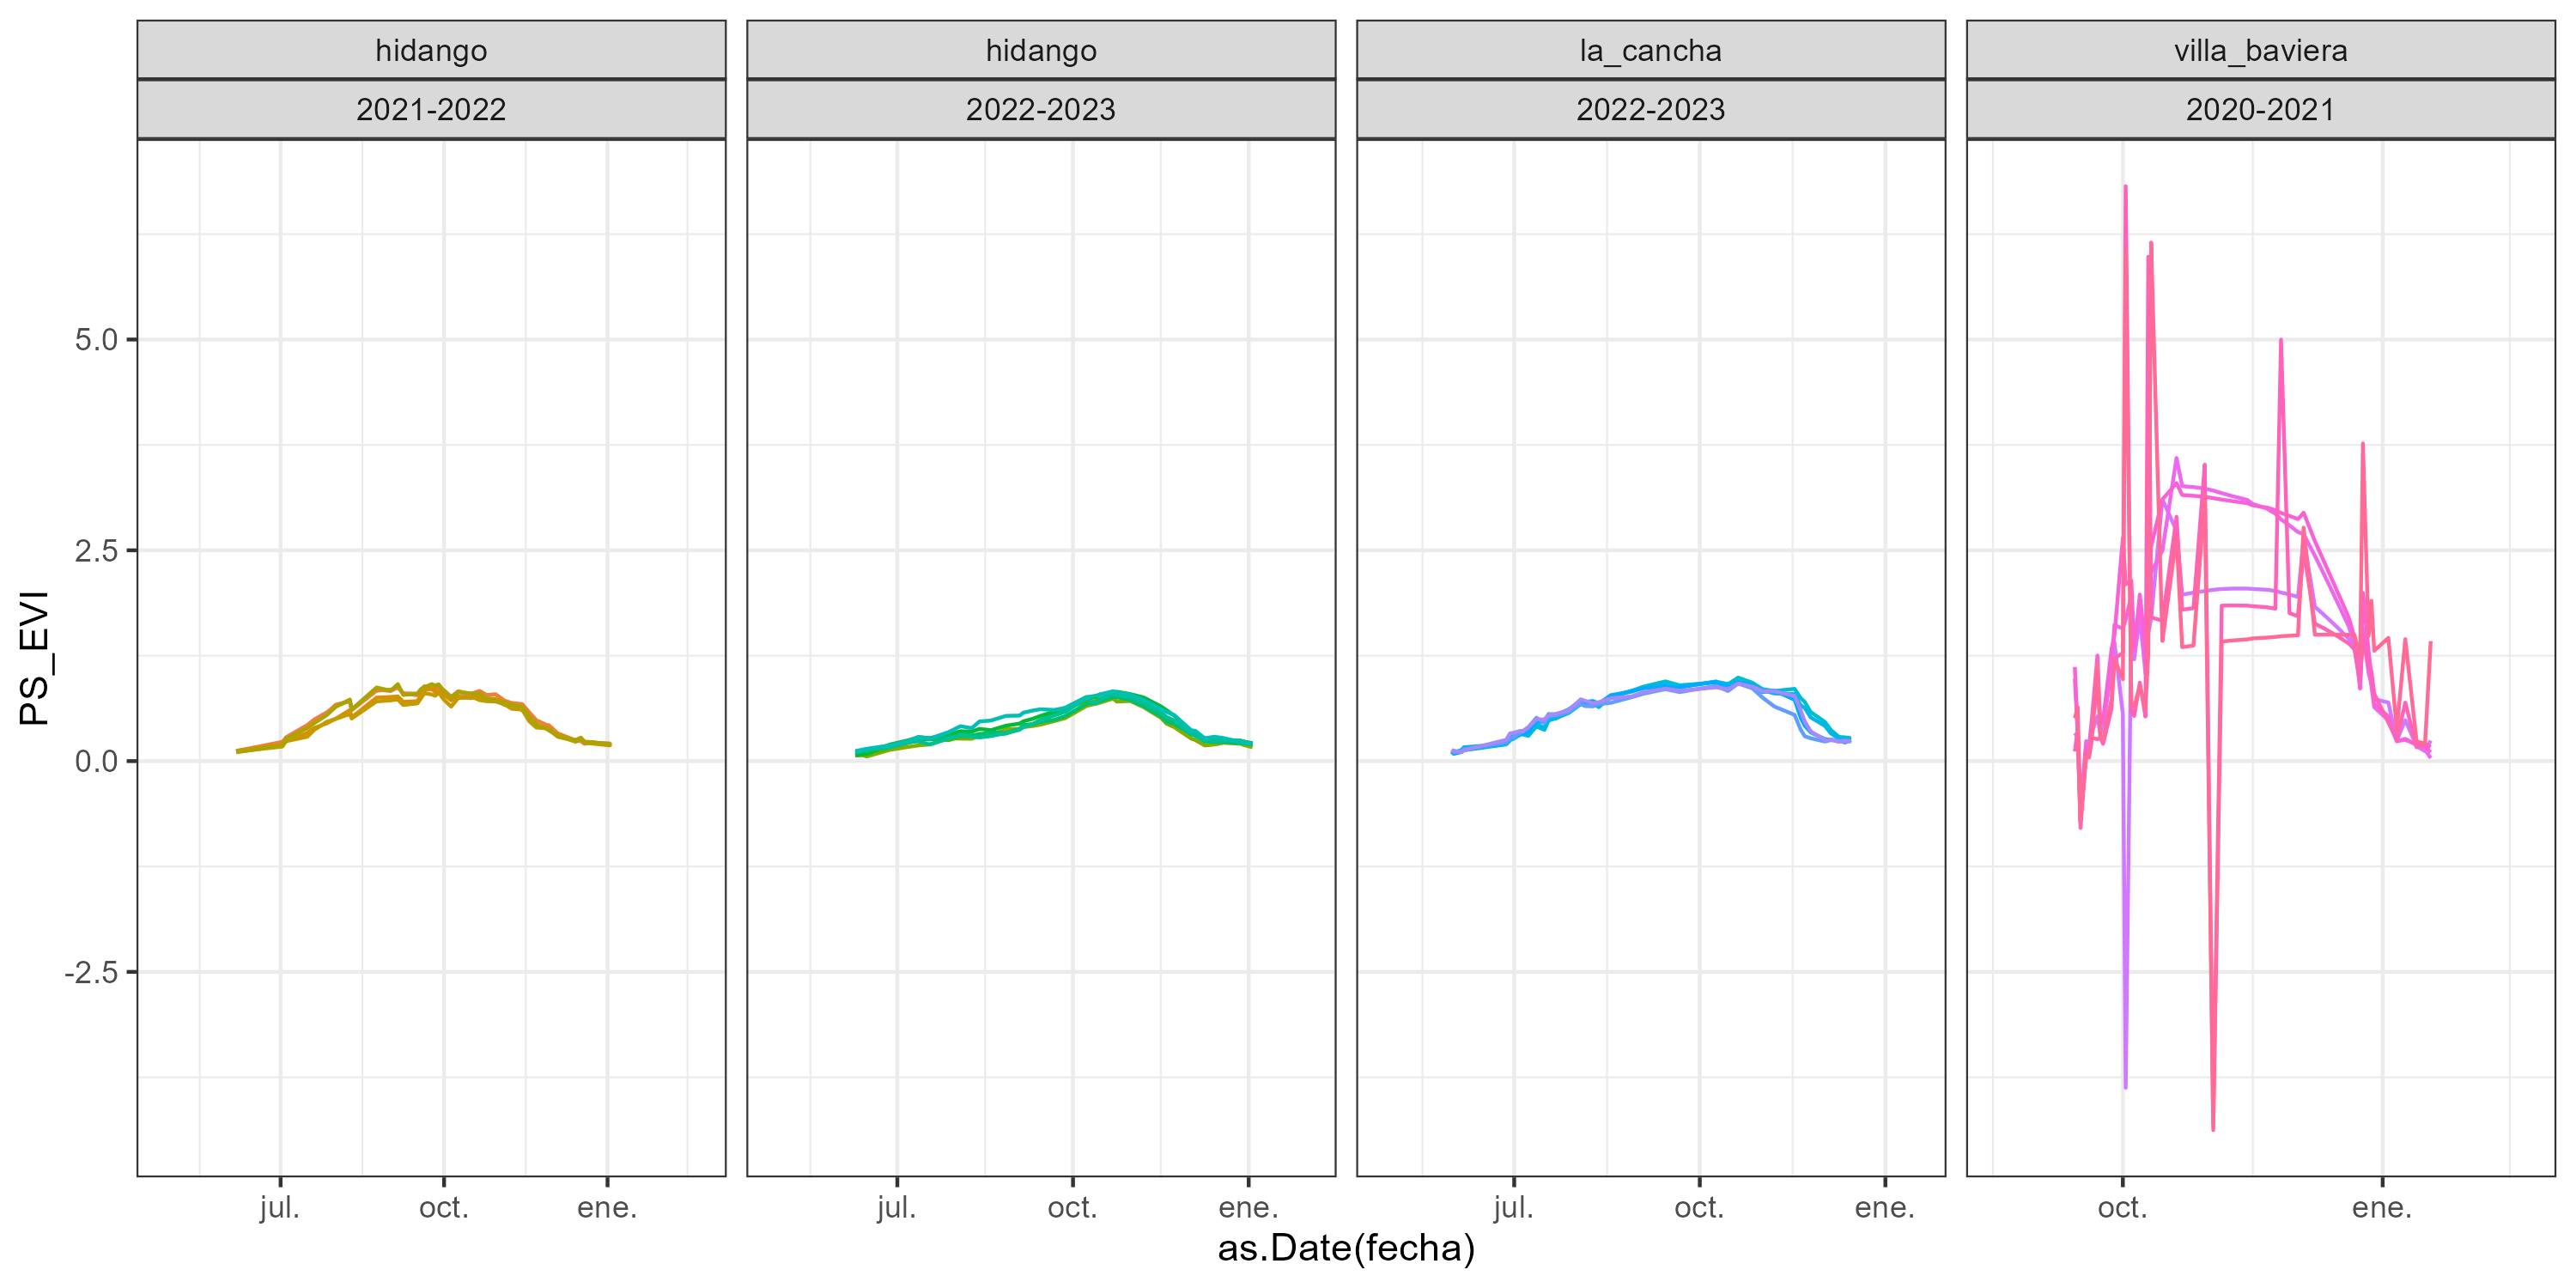 hidango
hidango
la_cancha
villa_baviera
2021-2022
2022-2023
2022-2023
2020-2021
PS_EVI
5.0
2.5
0.0
-2.5
jul.
oct.
ene.
jul.
oct.
ene.
jul.
oct.
ene.
oct.
ene.
as.Date(fecha)